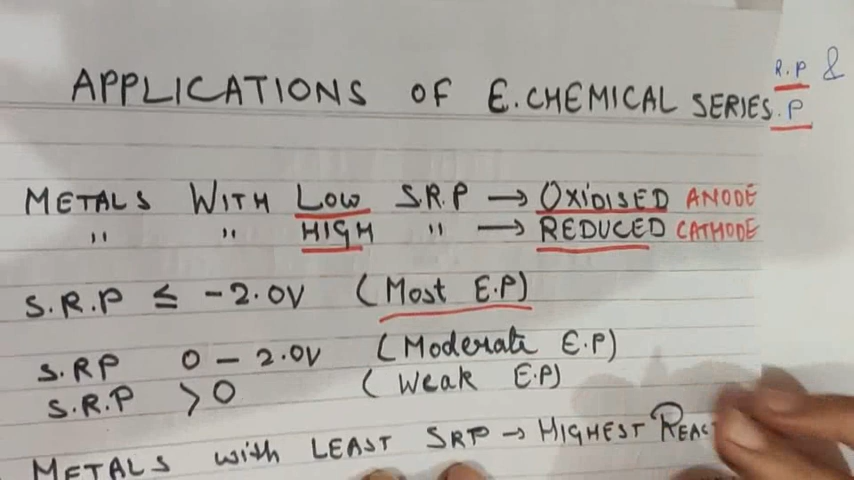 APPLICATIONS OF E.CHEMICAL SERIES
R.P &
.P
METALS WITH LOW S.R.P → OXIDISED ANODE
" " HIGH " → REDUCED CATHODE
S.R.P ≤ -2.0V (Most E.P)
S.RP 0 - 2.0V (Moderate E.P)
S.R.P > 0 (Weak E.P)
METALS with LEAST SRP → HIGHEST REACT